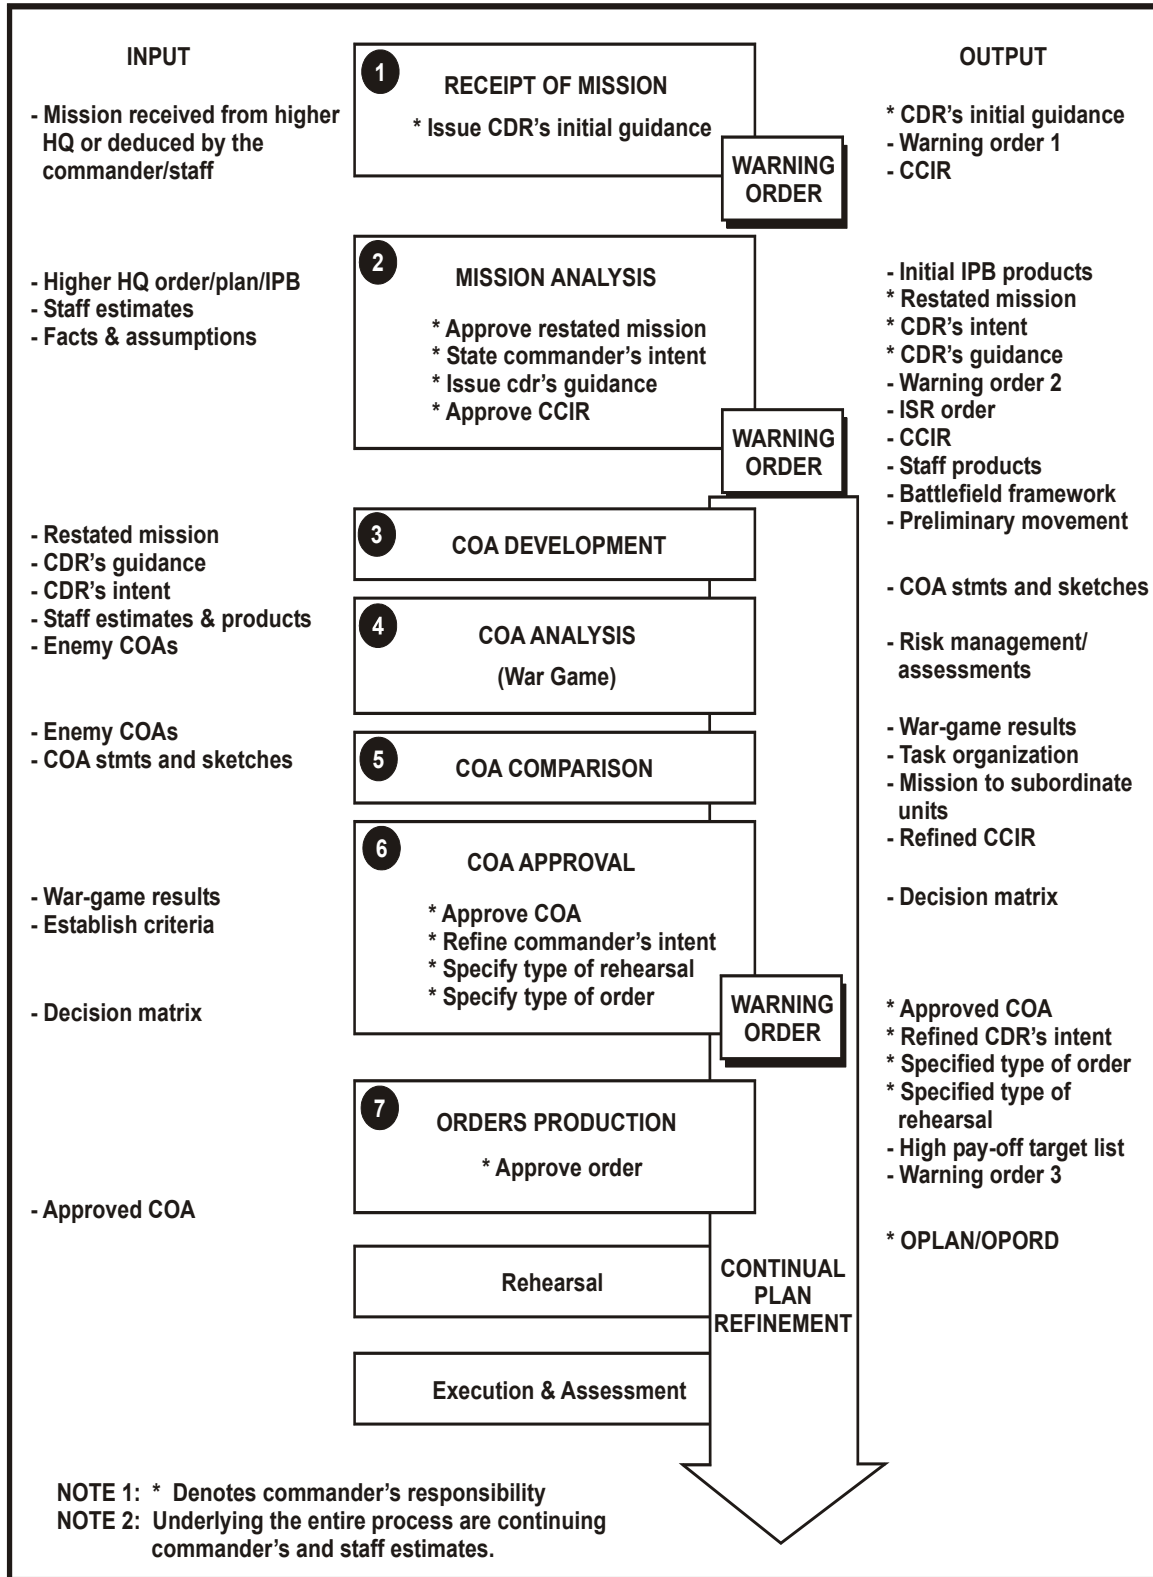 INPUT
- Mission received from higher
HQ or deduced by the
commander/staff
- Higher HQ order/plan/IPB
- Staff estimates
- Facts & assumptions
- Restated mission
- CDR's guidance
- CDR's intent
- Staff estimates & products
- Enemy COAs
- Enemy COAs
- COA stmts and sketches
- War-game results
- Establish criteria
- Decision matrix
- Approved COA
1
RECEIPT OF MISSION
* Issue CDR's initial guidance
WARNING
ORDER
2
MISSION ANALYSIS
* Approve restated mission
* State commander's intent
* Issue cdr's guidance
* Approve CCIR
WARNING
ORDER
3
COA DEVELOPMENT
4
COA ANALYSIS
(War Game)
5
COA COMPARISON
6
COA APPROVAL
* Approve COA
* Refine commander's intent
* Specify type of rehearsal
* Specify type of order
WARNING
ORDER
7
ORDERS PRODUCTION
* Approve order
Rehearsal
Execution & Assessment
CONTINUAL
PLAN
REFINEMENT
OUTPUT
* CDR's initial guidance
- Warning order 1
- CCIR
- Initial IPB products
* Restated mission
* CDR's intent
* CDR's guidance
- Warning order 2
- ISR order
- CCIR
- Staff products
- Battlefield framework
- Preliminary movement
- COA stmts and sketches
- Risk management/
assessments
- War-game results
- Task organization
- Mission to subordinate
units
- Refined CCIR
- Decision matrix
* Approved COA
* Refined CDR's intent
* Specified type of order
* Specified type of
rehearsal
- High pay-off target list
- Warning order 3
* OPLAN/OPORD
NOTE 1: * Denotes commander's responsibility
NOTE 2: Underlying the entire process are continuing
commander's and staff estimates.